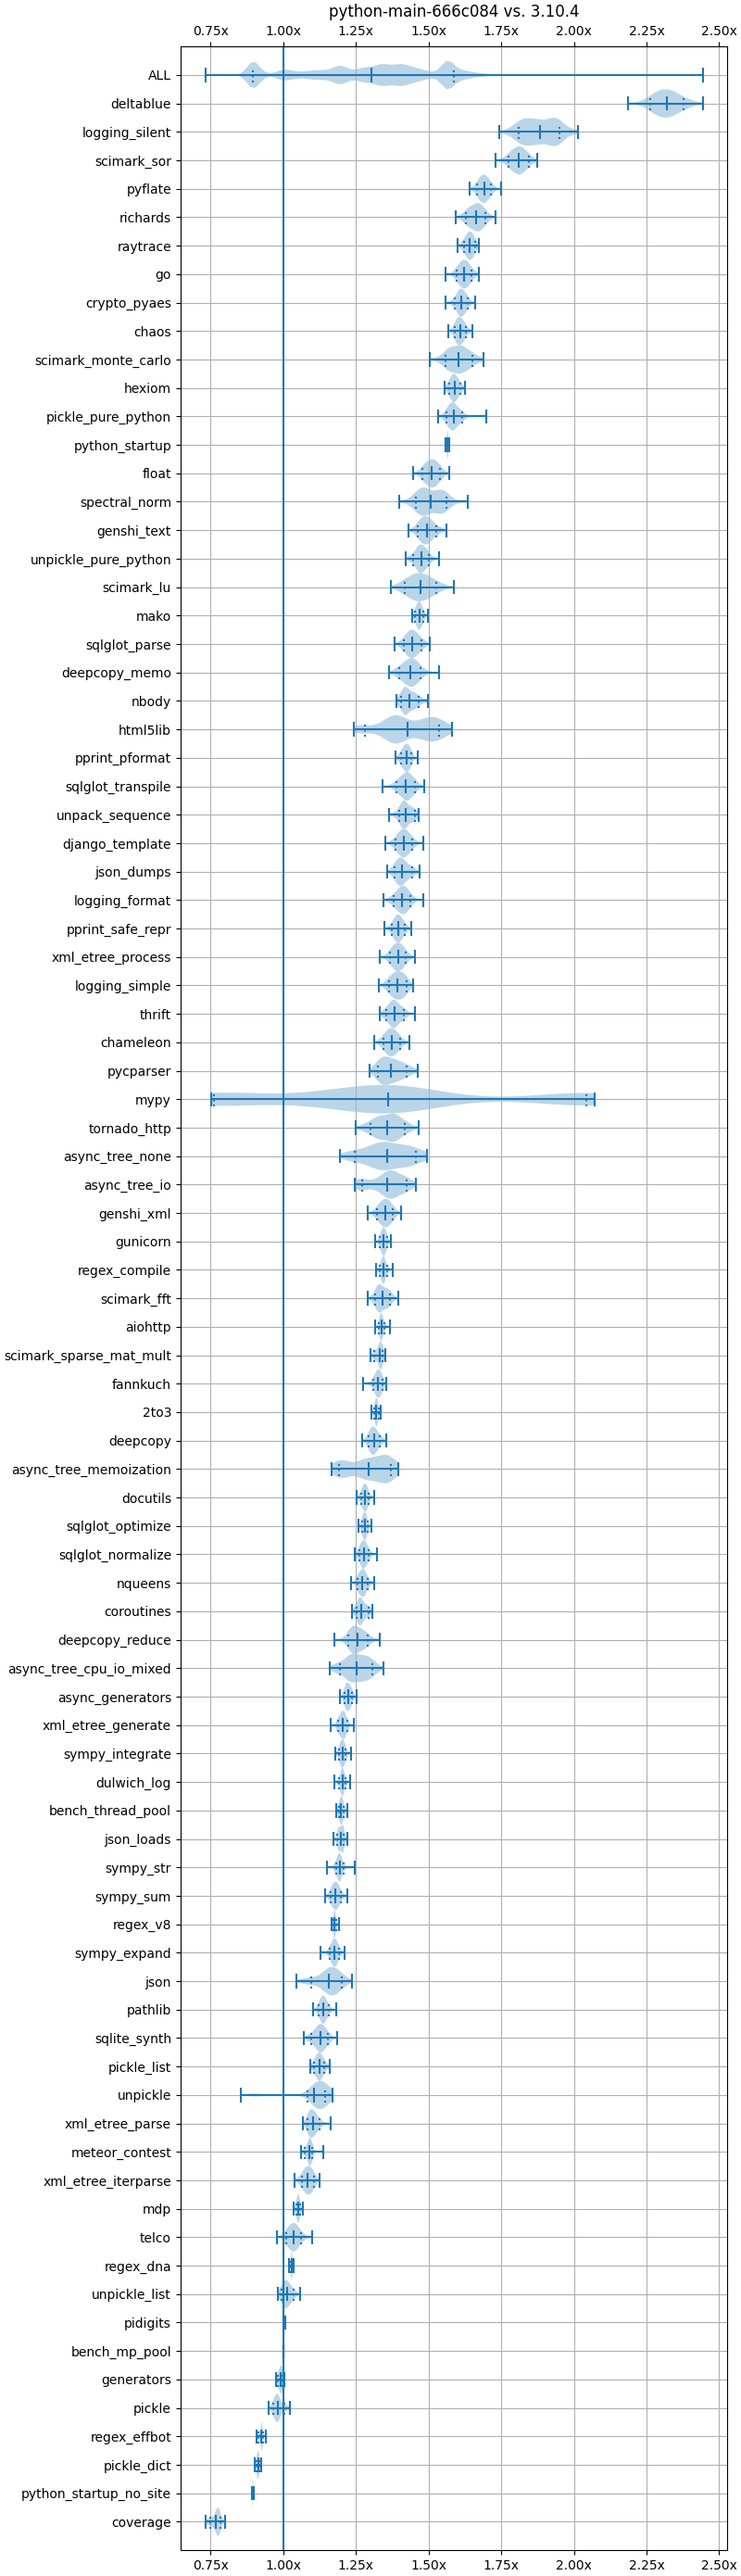 python-main-666c084 vs. 3.10.4
0.75x 1.00x 1.25x 1.50x 1.75x 2.00x 2.25x 2.50x
ALL
deltablue
logging_silent
scimark_sor
pyflate
richards
raytrace
go
crypto_pyaes
chaos
scimark_monte_carlo
hexiom
pickle_pure_python
python_startup
float
spectral_norm
genshi_text
unpickle_pure_python
scimark_lu
mako
sqlglot_parse
deepcopy_memo
nbody
html5lib
pprint_pformat
sqlglot_transpile
unpack_sequence
django_template
json_dumps
logging_format
pprint_safe_repr
xml_etree_process
logging_simple
thrift
chameleon
pycparser
mypy
tornado_http
async_tree_none
async_tree_io
genshi_xml
gunicorn
regex_compile
scimark_fft
aiohttp
scimark_sparse_mat_mult
fannkuch
2to3
deepcopy
async_tree_memoization
docutils
sqlglot_optimize
sqlglot_normalize
nqueens
coroutines
deepcopy_reduce
async_tree_cpu_io_mixed
async_generators
xml_etree_generate
sympy_integrate
dulwich_log
bench_thread_pool
json_loads
sympy_str
sympy_sum
regex_v8
sympy_expand
json
pathlib
sqlite_synth
pickle_list
unpickle
xml_etree_parse
meteor_contest
xml_etree_iterparse
mdp
telco
regex_dna
unpickle_list
pidigits
bench_mp_pool
generators
pickle
regex_effbot
pickle_dict
python_startup_no_site
coverage
0.75x 1.00x 1.25x 1.50x 1.75x 2.00x 2.25x 2.50x